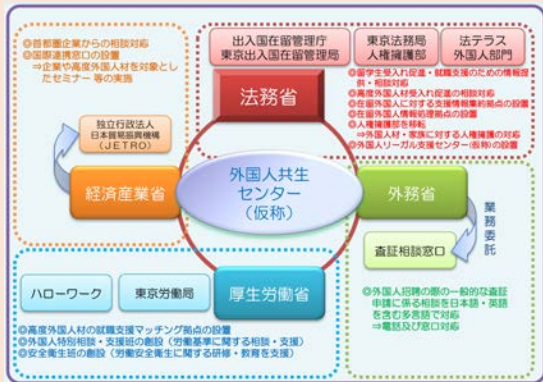 ◎首都圏企業からの相談対応
◎国際連携窓口の設置
⇒企業や高度外国人材を対象とし
たセミナー 等の実施
独立行政法人
日本貿易振興機構
(JETRO)
経済産業省
出入国在留管理庁
東京出入国在留管理局
東京法務局
人権擁護部
法テラス
外国人部門
法務省
◎留学生受入れ促進・就職支援のための情報提
供・相談対応
◎高度外国人材受入れ促進の相談対応
◎在留外国人に対する支援情報集約拠点の設置
◎在留外国人情報処理拠点の設置
◎人権擁護部を移転
⇒外国人材・家族に対する人権擁護の対応
◎外国人リーガル支援センター(仮称)の設置
外国人共生
センター
(仮称)
外務省
業務委託
査証相談窓口
◎外国人招聘の際の一般的な査証
申請に係る相談を日本語・英語
を含む多言語で対応
⇒電話及び窓口で対応
ハローワーク
東京労働局
厚生労働省
◎高度外国人材の就職支援マッチング拠点の設置
◎外国人特別相談・支援班の創設(労働基準に関する相談・支援)
◎安全衛生班の創設(労働安全衛生に関する研修・教育を支援)